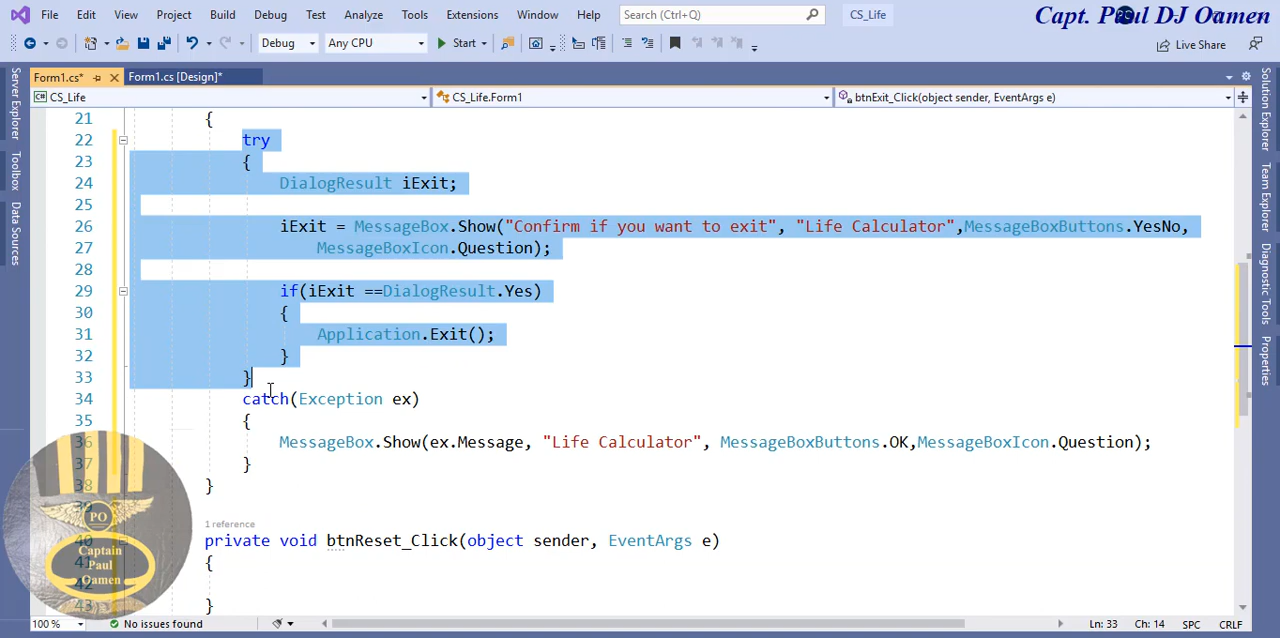 File Edit View Project Build Debug Test Analyze Tools Extensions Window Help Search (Ctrl+Q) CS_Life
Capt. Paul DJ Oamen
Debug Any CPU Start Live Share
Form1.cs* Form1.cs [Design]*
CS_Life CS_Life.Form1 btnExit_Click(object sender, EventArgs e)
Server Explorer
Toolbox
Data Sources
Solution Explorer
Team Explorer
Diagnostic Tools
Properties
21 {
22 try
23 {
24 DialogResult iExit;
25
26 iExit = MessageBox.Show("Confirm if you want to exit", "Life Calculator",MessageBoxButtons.YesNo,
27 MessageBoxIcon.Question);
28
29 if(iExit ==DialogResult.Yes)
30 {
31 Application.Exit();
32 }
33 }
34 catch(Exception ex)
35 {
36 MessageBox.Show(ex.Message, "Life Calculator", MessageBoxButtons.OK,MessageBoxIcon.Question);
37 }
38 }
39
1 reference
40 private void btnReset_Click(object sender, EventArgs e)
41 {
42
}
PO
Captain
Paul
Oamen
100 % No issues found Ln: 33 Ch: 14 SPC CRLF